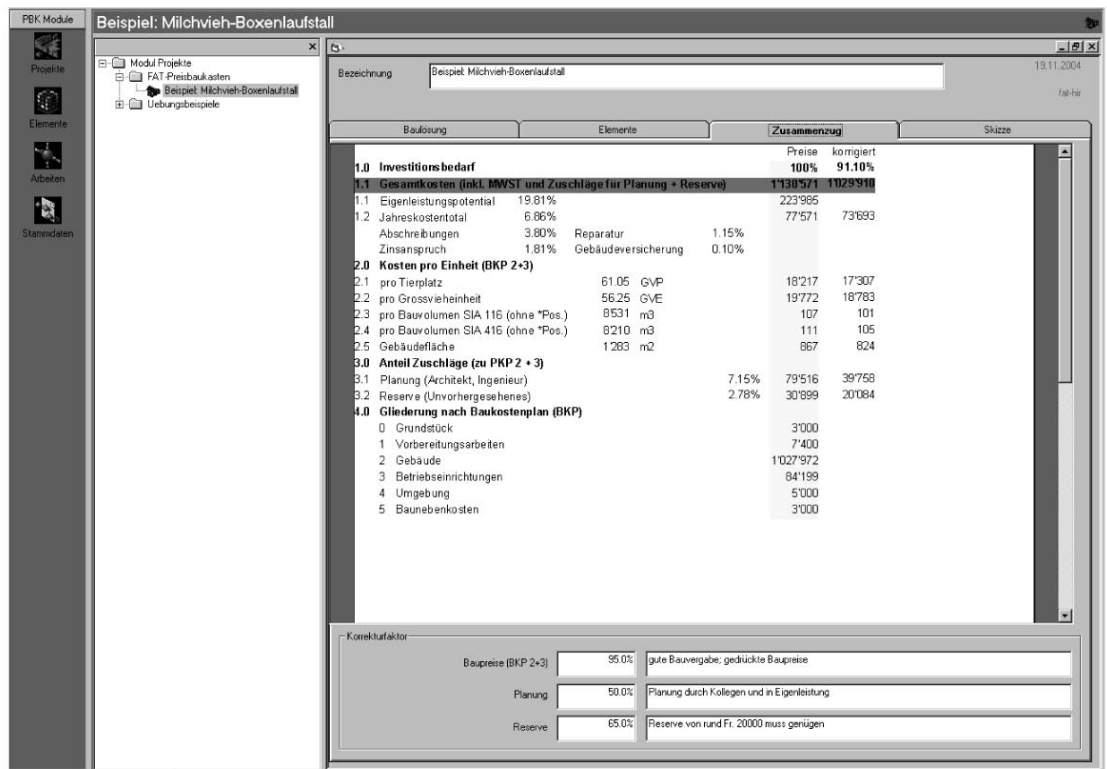 PBK Module
Beispiel: Milchvieh-Boxenlaufstall
Projekte
Elemente
Arbeiten
Stammdaten
Modul Projekte
FAT-Preisbaukasten
Beispiel: Milchvieh-Boxenlaufstall
Uebungsbeispiele
Bezeichnung Beispiel: Milchvieh-Boxenlaufstall 19.11.2004
fat-hir
Baulösung Elemente Zusammenzug Skizze
Preise korrigiert
1.0 Investitionsbedarf 100% 91.10%
1.1 Gesamtkosten (inkl. MWST und Zuschläge für Planung + Reserve) 1'130'571 1'029'910
1.1 Eigenleistungspotential 19.81% 223'985
1.2 Jahreskostentotal 6.86% 77'571 73'693
Abschreibungen 3.80% Reparatur 1.15%
Zinsanspruch 1.81% Gebäudeversicherung 0.10%
2.0 Kosten pro Einheit (BKP 2+3)
2.1 pro Tierplatz 61.05 GVP 18'217 17'307
2.2 pro Grossvieheinheit 56.25 GVE 19'772 18'783
2.3 pro Bauvolumen SIA 116 (ohne *Pos.) 8'531 m3 107 101
2.4 pro Bauvolumen SIA 416 (ohne *Pos.) 8'210 m3 111 105
2.5 Gebäudefläche 1'283 m2 867 824
3.0 Anteil Zuschläge (zu PKP 2 + 3)
3.1 Planung (Architekt, Ingenieur) 7.15% 79'516 39'758
3.2 Reserve (Unvorhergesehenes) 2.78% 30'899 20'084
4.0 Gliederung nach Baukostenplan (BKP)
0 Grundstück 3'000
1 Vorbereitungsarbeiten 7'400
2 Gebäude 1'027'972
3 Betriebseinrichtungen 84'199
4 Umgebung 5'000
5 Baunebenkosten 3'000
Korrekturfaktor
Baupreise (BKP 2+3) 95.0% gute Bauvergabe; gedrückte Baupreise
Planung 50.0% Planung durch Kollegen und in Eigenleistung
Reserve 65.0% Reserve von rund Fr. 20000 muss genügen